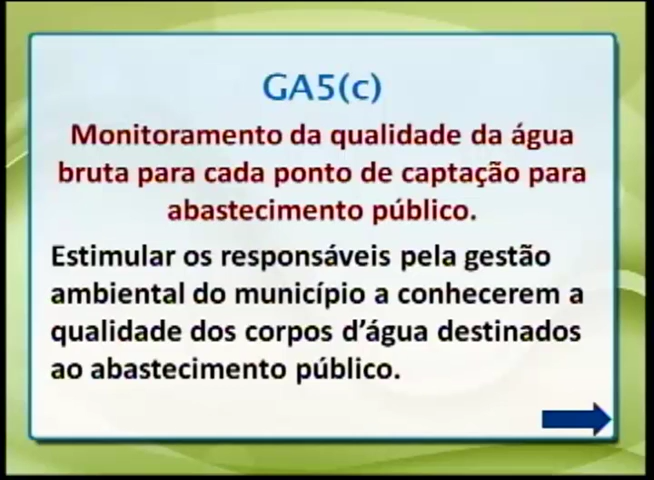 GA5(c)
Monitoramento da qualidade da água
bruta para cada ponto de captação para
abastecimento público.
Estimular os responsáveis pela gestão
ambiental do município a conhecerem a
qualidade dos corpos d'água destinados
ao abastecimento público.